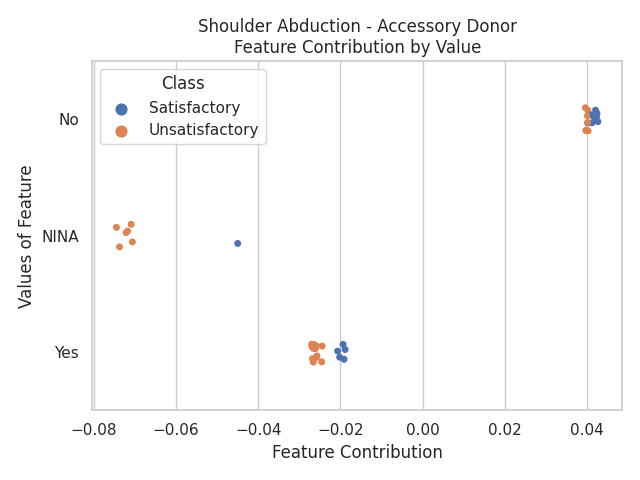 Shoulder Abduction - Accessory Donor
Feature Contribution by Value
Class
Satisfactory
Unsatisfactory
Values of Feature
No
NINA
Yes
−0.08 −0.06 −0.04 −0.02 0.00 0.02 0.04
Feature Contribution